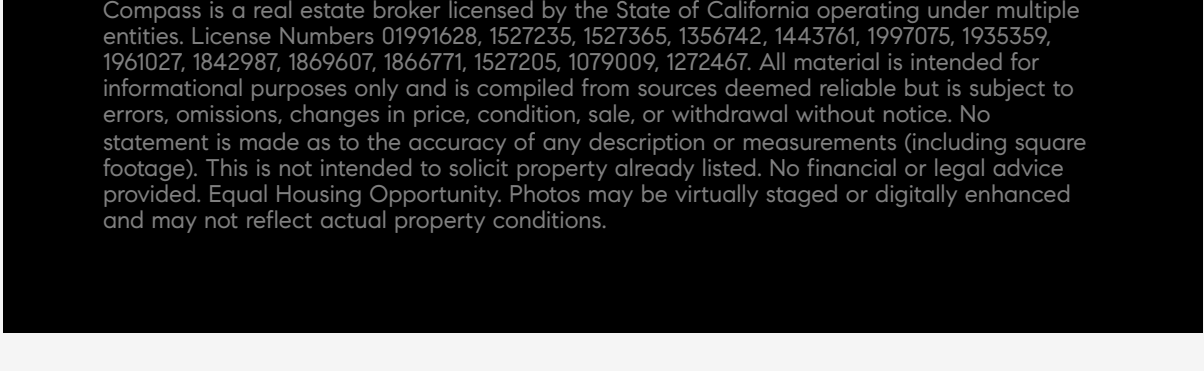 Compass is a real estate broker licensed by the State of California operating under multiple
entities. License Numbers 01991628, 1527235, 1527365, 1356742, 1443761, 1997075, 1935359,
1961027, 1842987, 1869607, 1866771, 1527205, 1079009, 1272467. All material is intended for
informational purposes only and is compiled from sources deemed reliable but is subject to
errors, omissions, changes in price, condition, sale, or withdrawal without notice. No
statement is made as to the accuracy of any description or measurements (including square
footage). This is not intended to solicit property already listed. No financial or legal advice
provided. Equal Housing Opportunity. Photos may be virtually staged or digitally enhanced
and may not reflect actual property conditions.